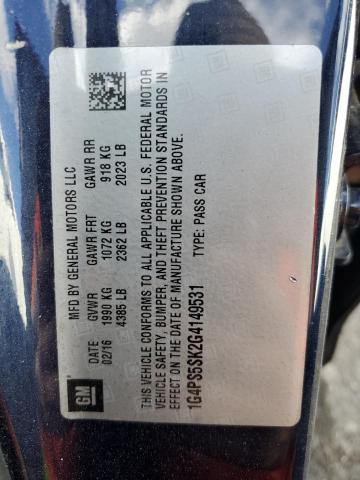 MFD BY GENERAL MOTORS LLC
DATE GVWR GAWR FRT GAWR RR
02/16 1990 KG 1072 KG 918 KG
4385 LB 2362 LB 2023 LB
THIS VEHICLE CONFORMS TO ALL APPLICABLE U.S. FEDERAL MOTOR
VEHICLE SAFETY, BUMPER, AND THEFT PREVENTION STANDARDS IN
EFFECT ON THE DATE OF MANUFACTURE SHOWN ABOVE.
1G4PS5SK2G4149531 TYPE: PASS CAR
GM